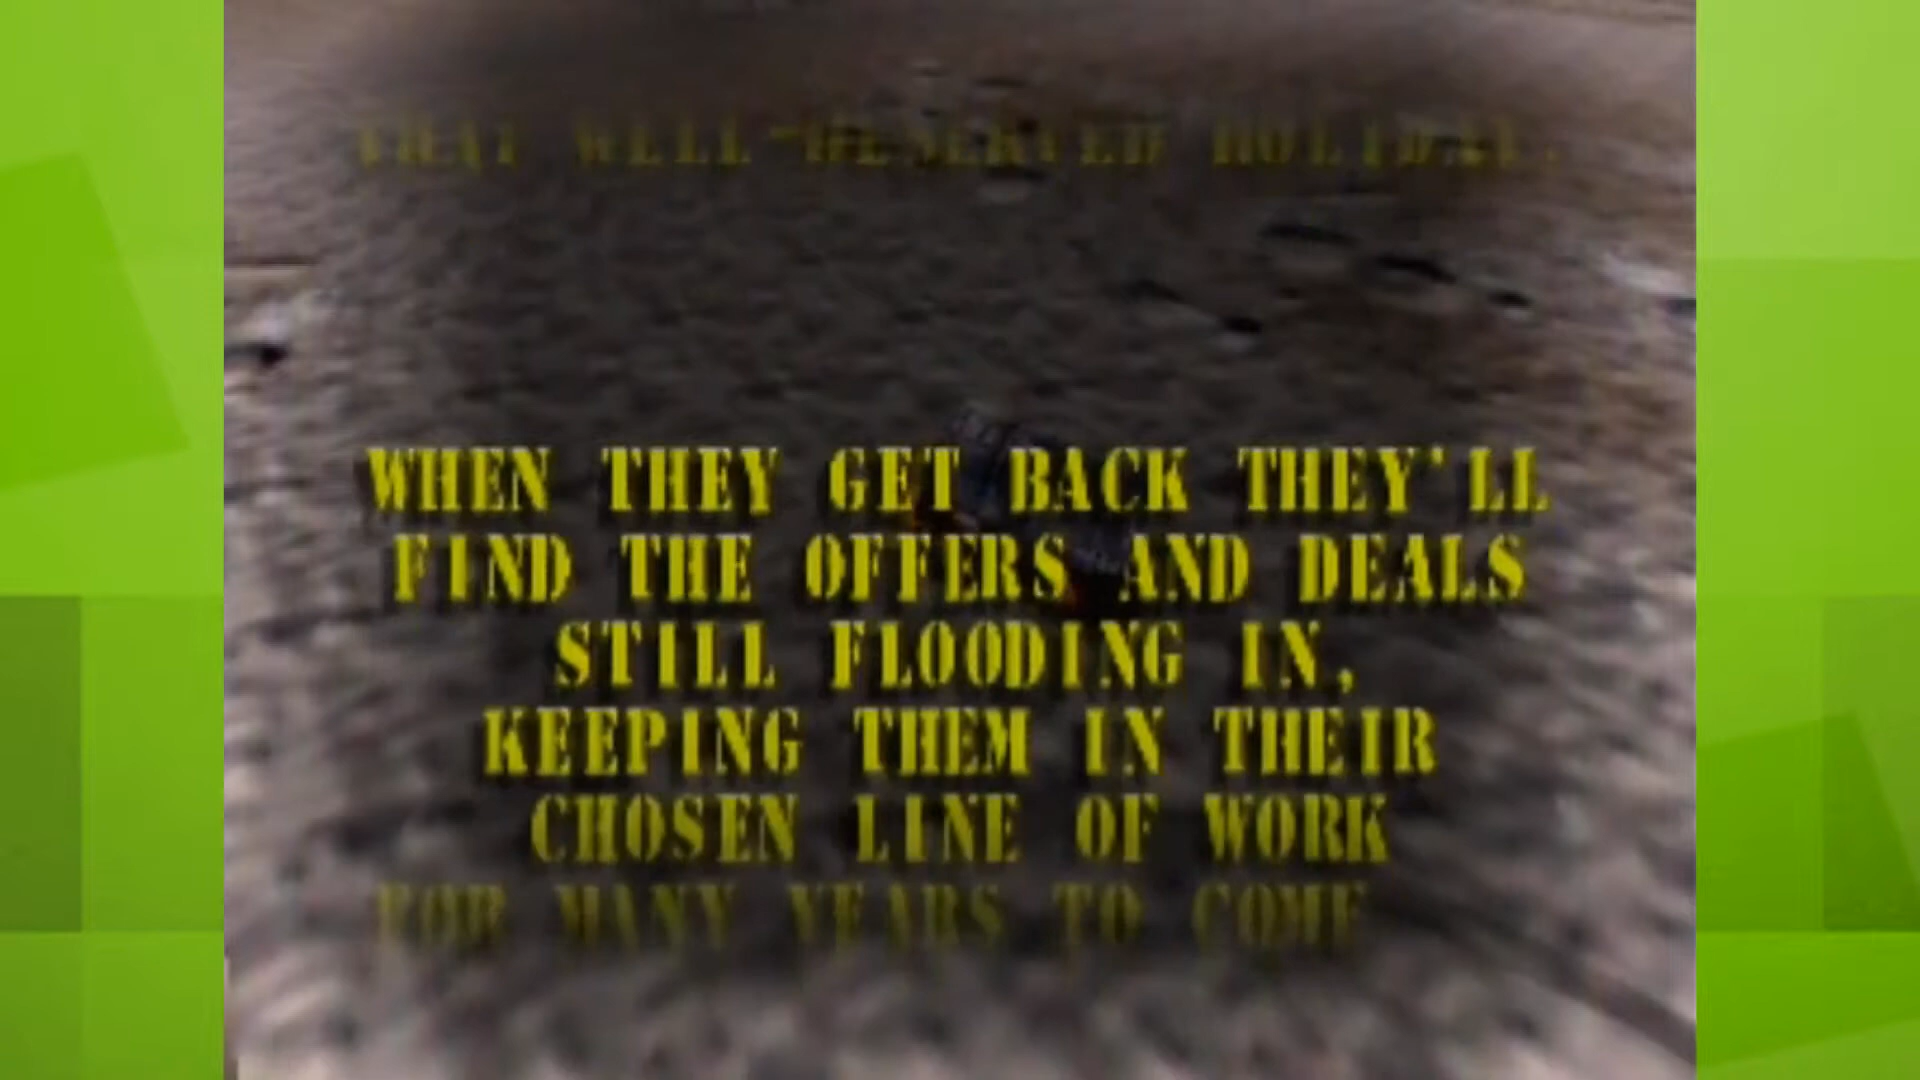 THAT WELL-DESERVED HOLIDAY.
WHEN THEY GET BACK THEY'LL
FIND THE OFFERS AND DEALS
STILL FLOODING IN,
KEEPING THEM IN THEIR
CHOSEN LINE OF WORK
FOR MANY YEARS TO COME